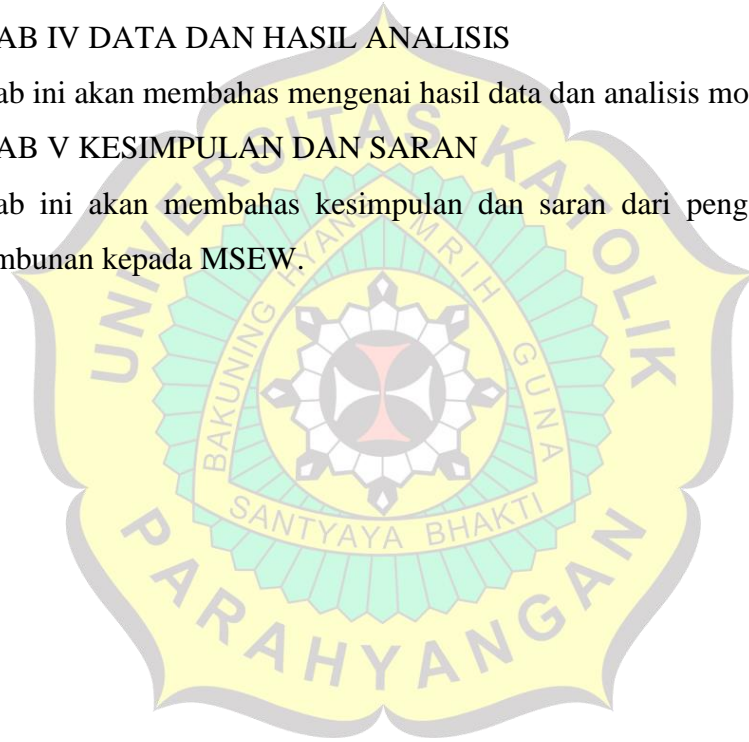 AB IV DATA DAN HASIL ANALISIS
ab ini akan membahas mengenai hasil data dan analisis mo
AB V KESIMPULAN DAN SARAN
ab ini akan membahas kesimpulan dan saran dari peng
mbunan kepada MSEW.
UNIVERSITAS KATOLIK
PARAHYANGAN
BAKUNING HYANG MRIH GUNA
SANTYAYA BHAKTI